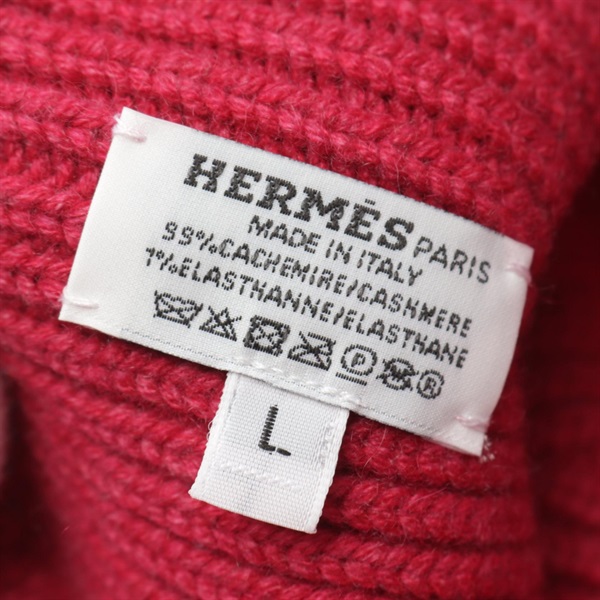 HERMÈS PARIS
MADE IN ITALY
99%CACHEMIRE/CASHMERE
1%ELASTHANNE/ELASTHANE
P ®
L